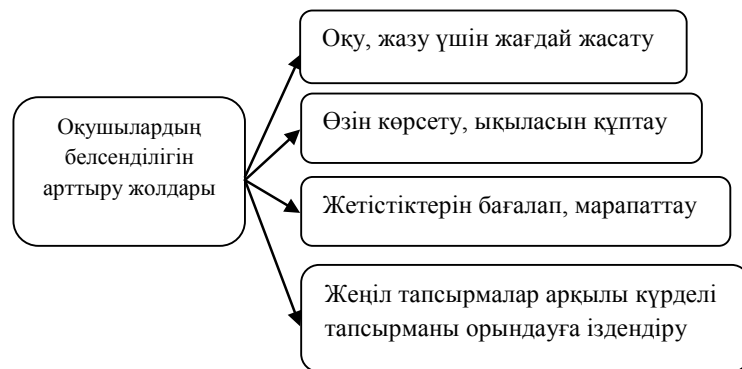 Оқушылардың
белсенділігін
арттыру жолдары
Оқу, жазу үшін жағдай жасату
Өзін көрсету, ықыласын құптау
Жетістіктерін бағалап, марапаттау
Жеңіл тапсырмалар арқылы күрделі
тапсырманы орындауға іздендіру